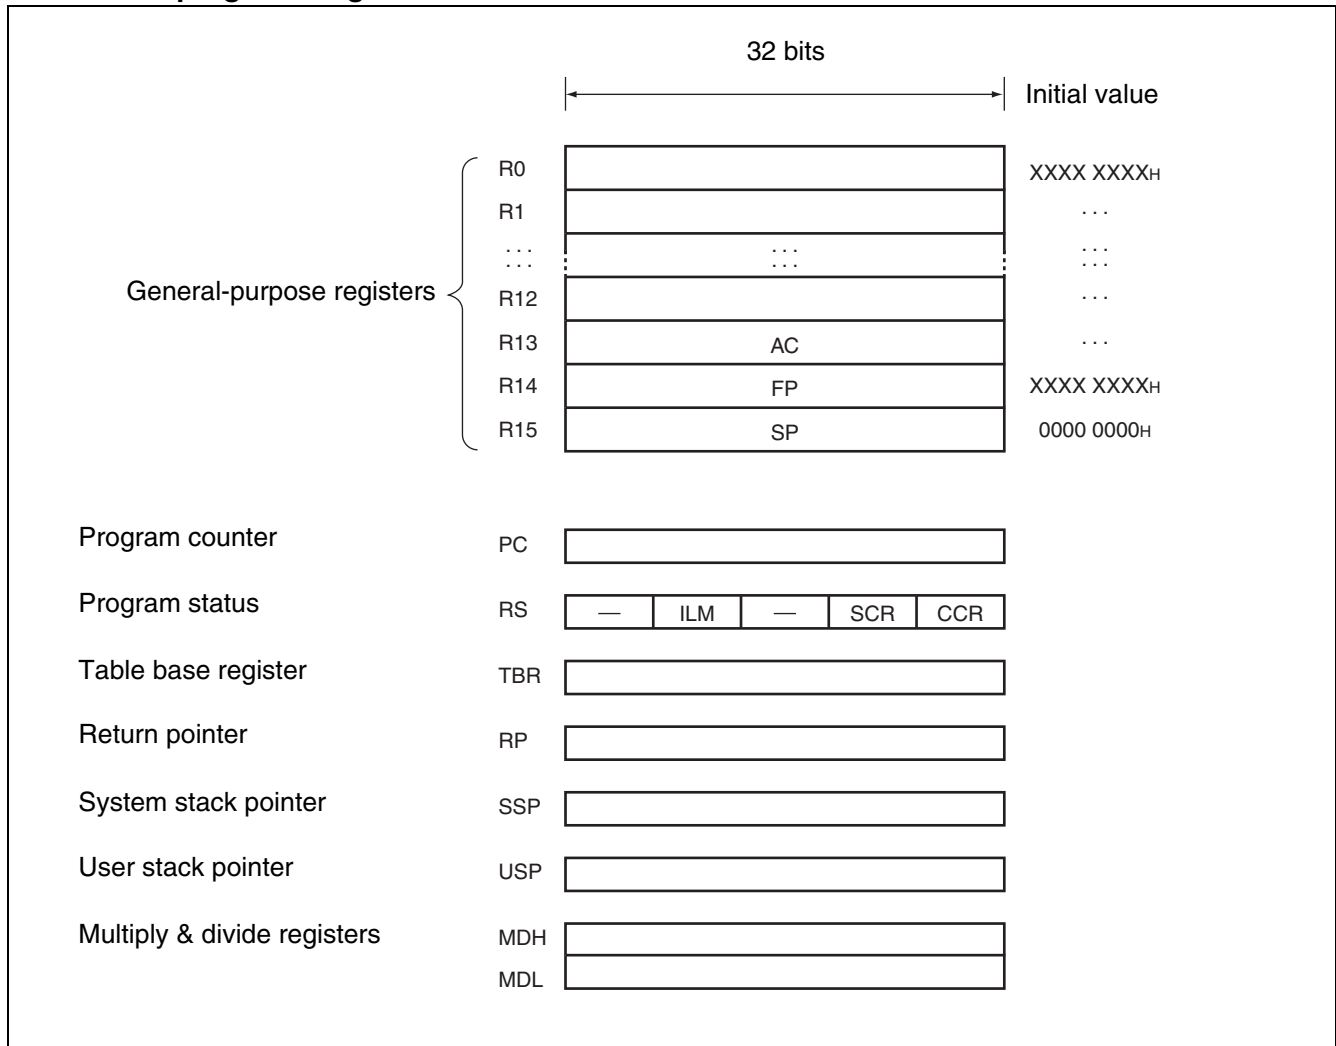 32 bits
Initial value
R0 XXXX XXXXH
R1 . . .
. . . . . . . . .
. . . . . . . . .
General-purpose registers R12 . . .
R13 AC . . .
R14 FP XXXX XXXXH
R15 SP 0000 0000H
Program counter PC
Program status RS — ILM — SCR CCR
Table base register TBR
Return pointer RP
System stack pointer SSP
User stack pointer USP
Multiply & divide registers MDH
MDL